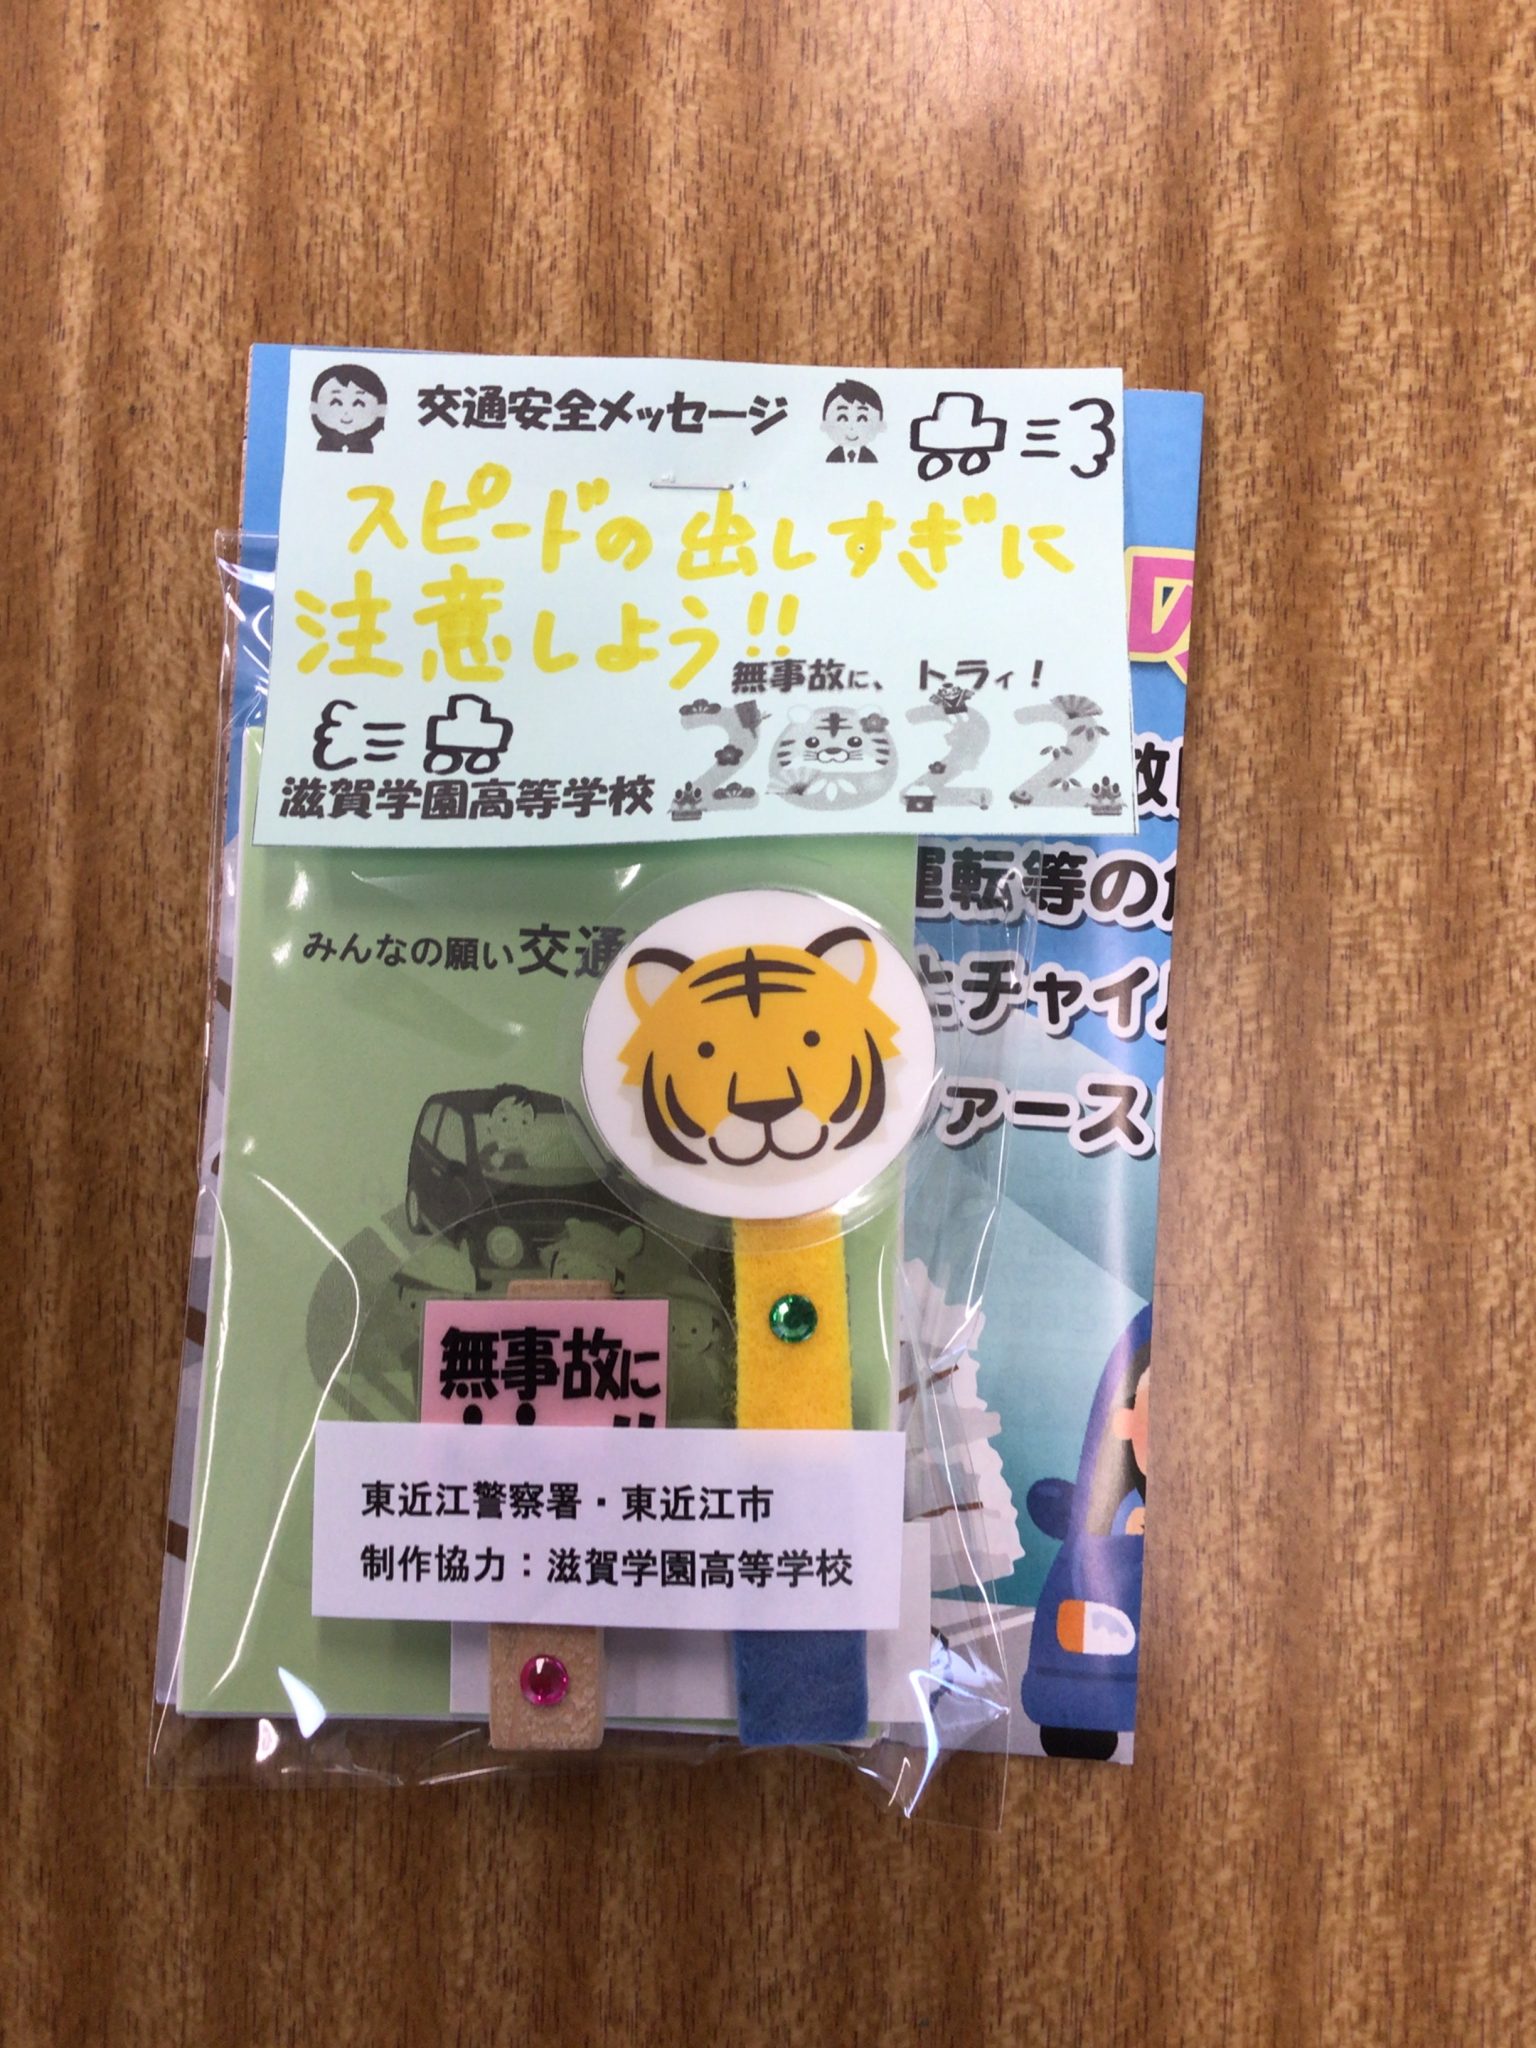 交通安全メッセージ
スピードの出しすぎに
注意しよう!!
無事故に、トライ!
2022
滋賀学園高等学校
みんなの願い 交通
運転等の
チャイル
ァース
無事故に
東近江警察署・東近江市
制作協力:滋賀学園高等学校